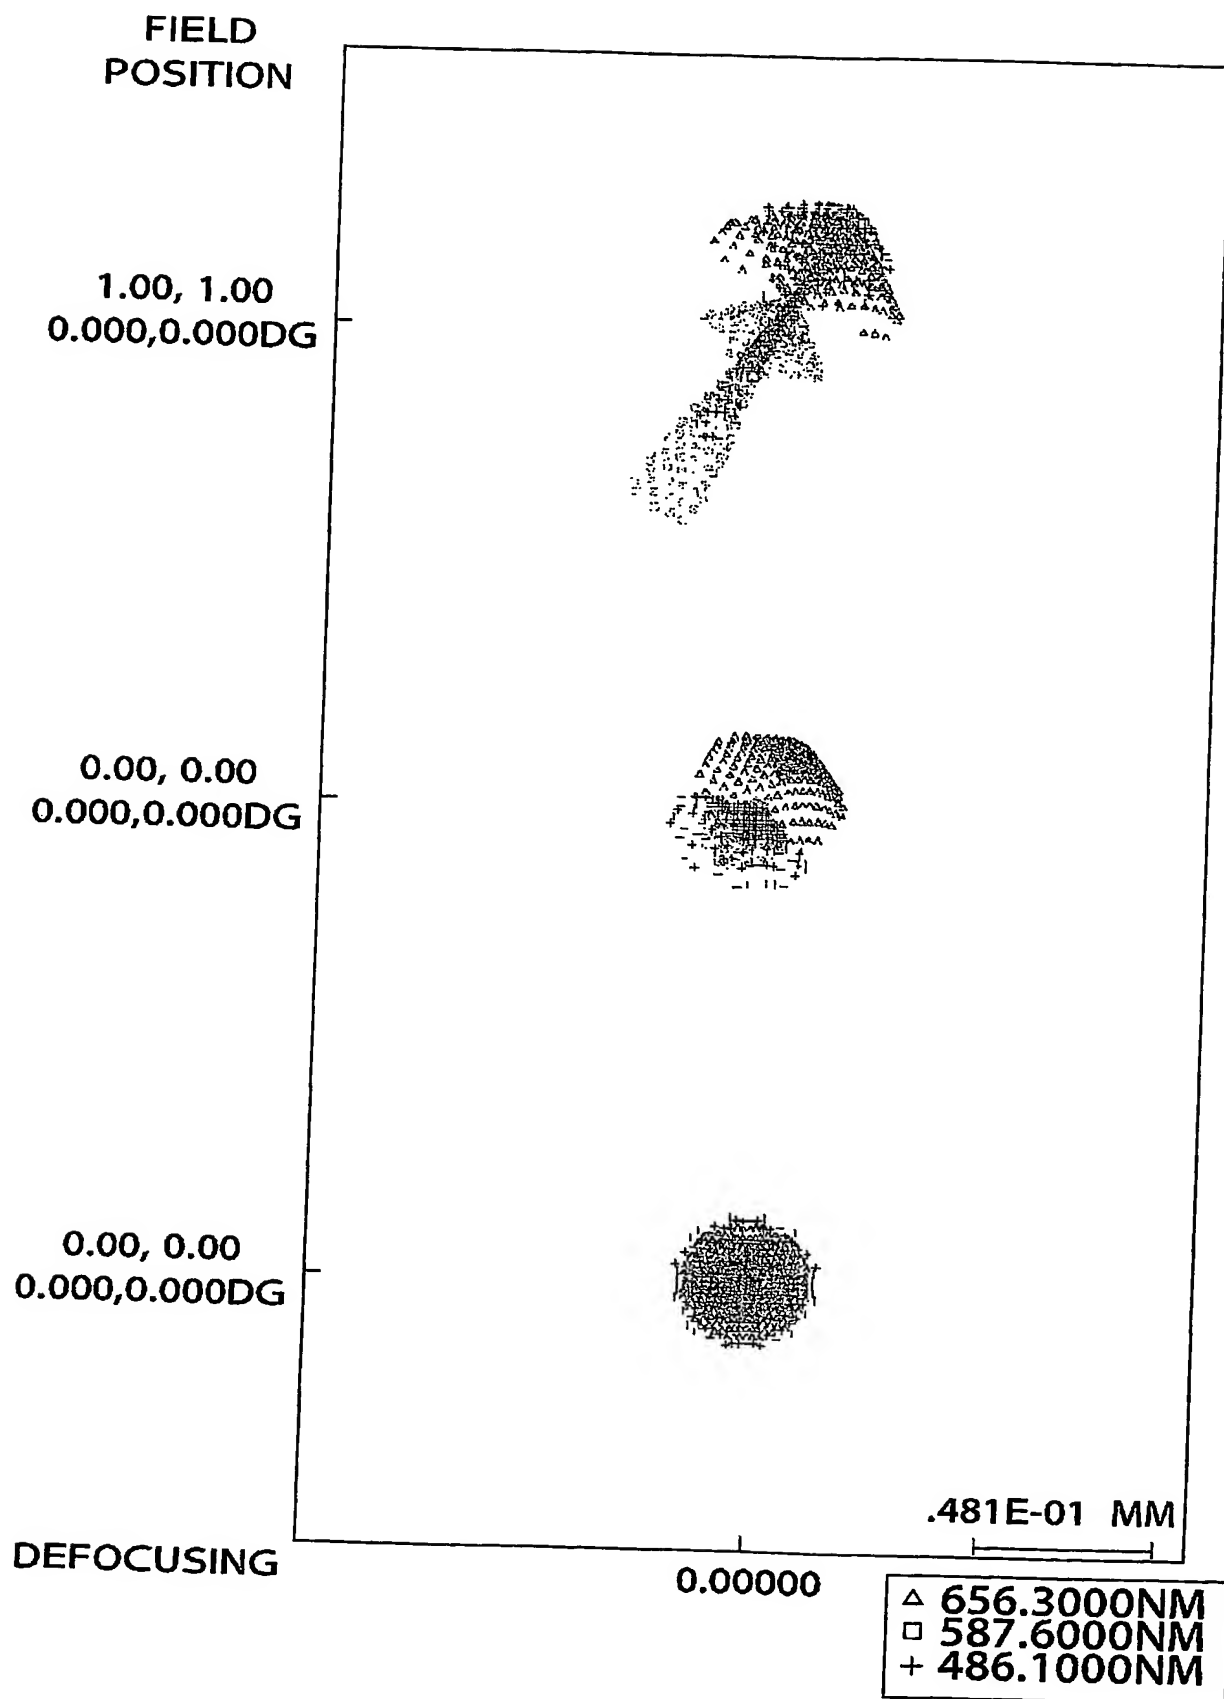 FIELD
POSITION
1.00, 1.00
0.000,0.000DG
0.00, 0.00
0.000,0.000DG
0.00, 0.00
0.000,0.000DG
.481E-01 MM
DEFOCUSING
0.00000
△ 656.3000NM
□ 587.6000NM
+ 486.1000NM